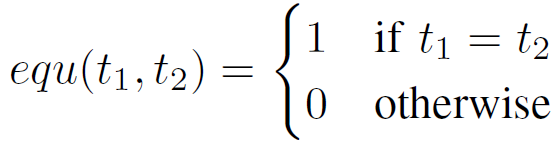 equ(t₁, t₂) = { 1 if t₁ = t₂
0 otherwise